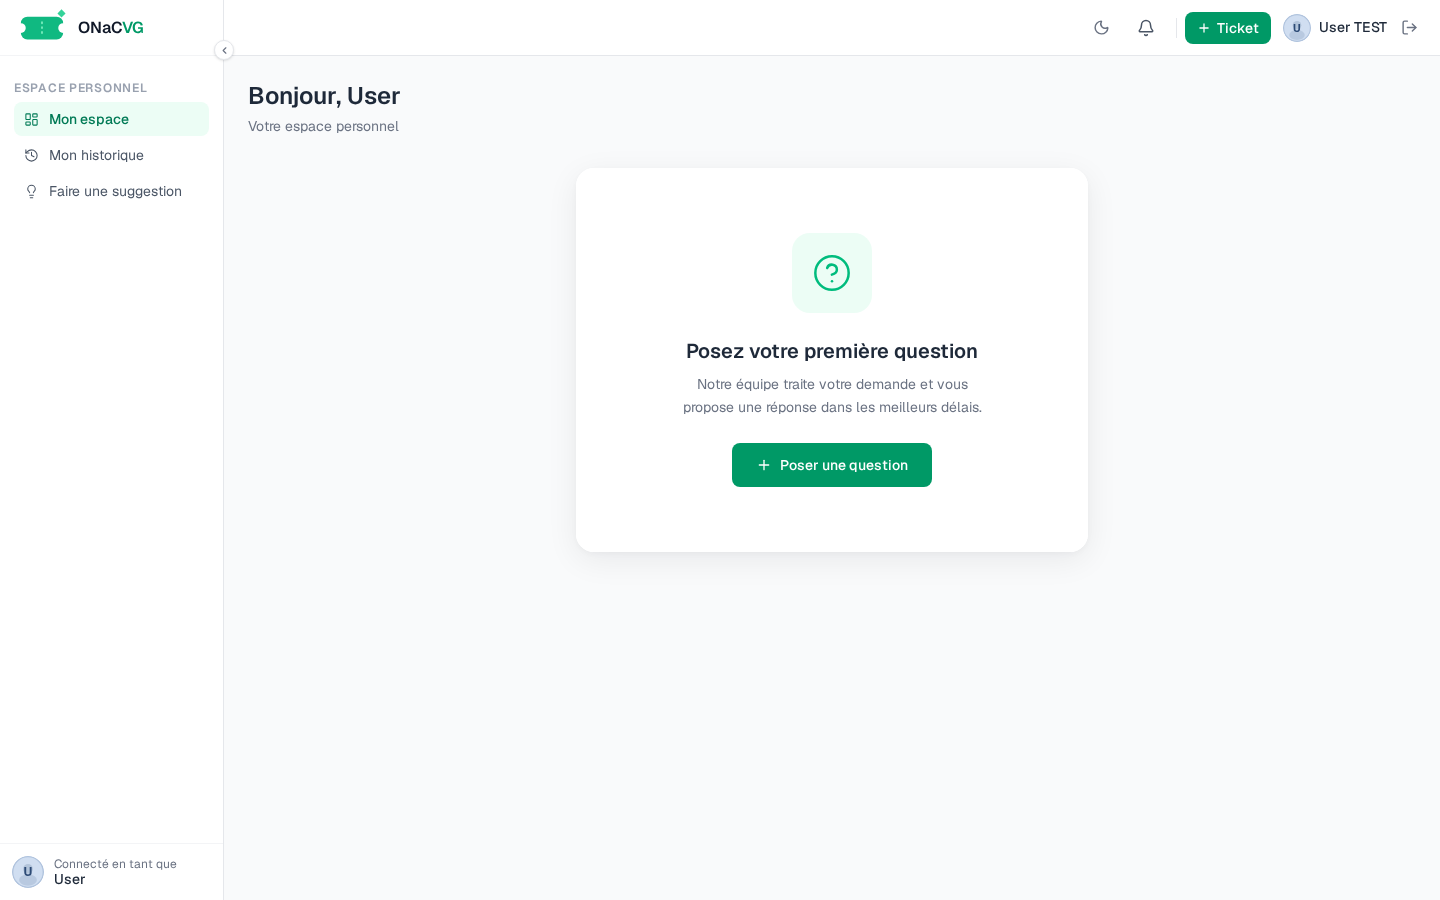 ONaCVG
Ticket
U
User TEST
ESPACE PERSONNEL
Mon espace
Mon historique
Faire une suggestion
Bonjour, User
Votre espace personnel
Posez votre première question
Notre équipe traite votre demande et vous
propose une réponse dans les meilleurs délais.
Poser une question
U
Connecté en tant que
User